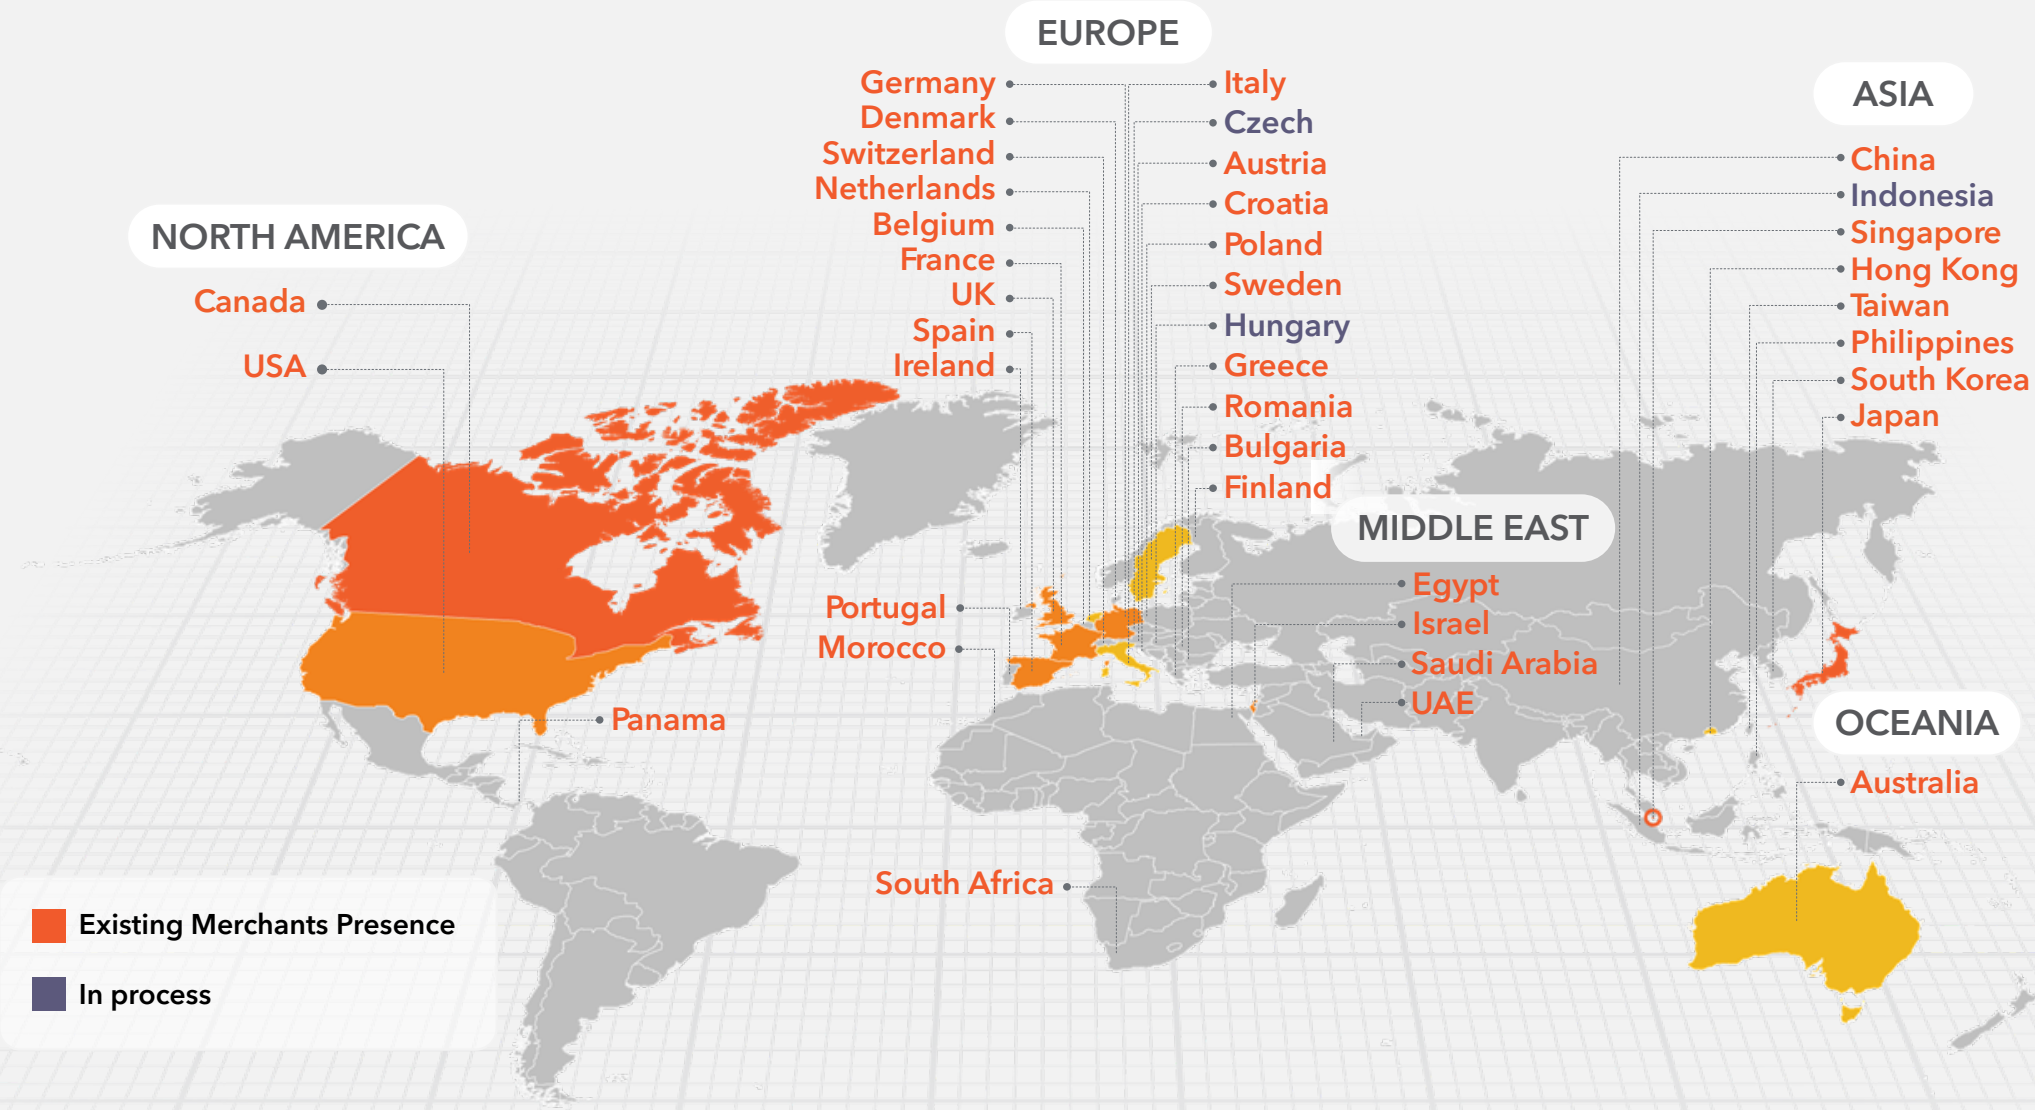 EUROPE
Germany
Denmark
Switzerland
Netherlands
Belgium
France
UK
Spain
Ireland
Italy
Czech
Austria
Croatia
Poland
Sweden
Hungary
Greece
Romania
Bulgaria
Finland
ASIA
China
Indonesia
Singapore
Hong Kong
Taiwan
Philippines
South Korea
Japan
NORTH AMERICA
Canada
USA
MIDDLE EAST
Egypt
Israel
Saudi Arabia
UAE
Portugal
Morocco
Panama
OCEANIA
Australia
South Africa
Existing Merchants Presence
In process